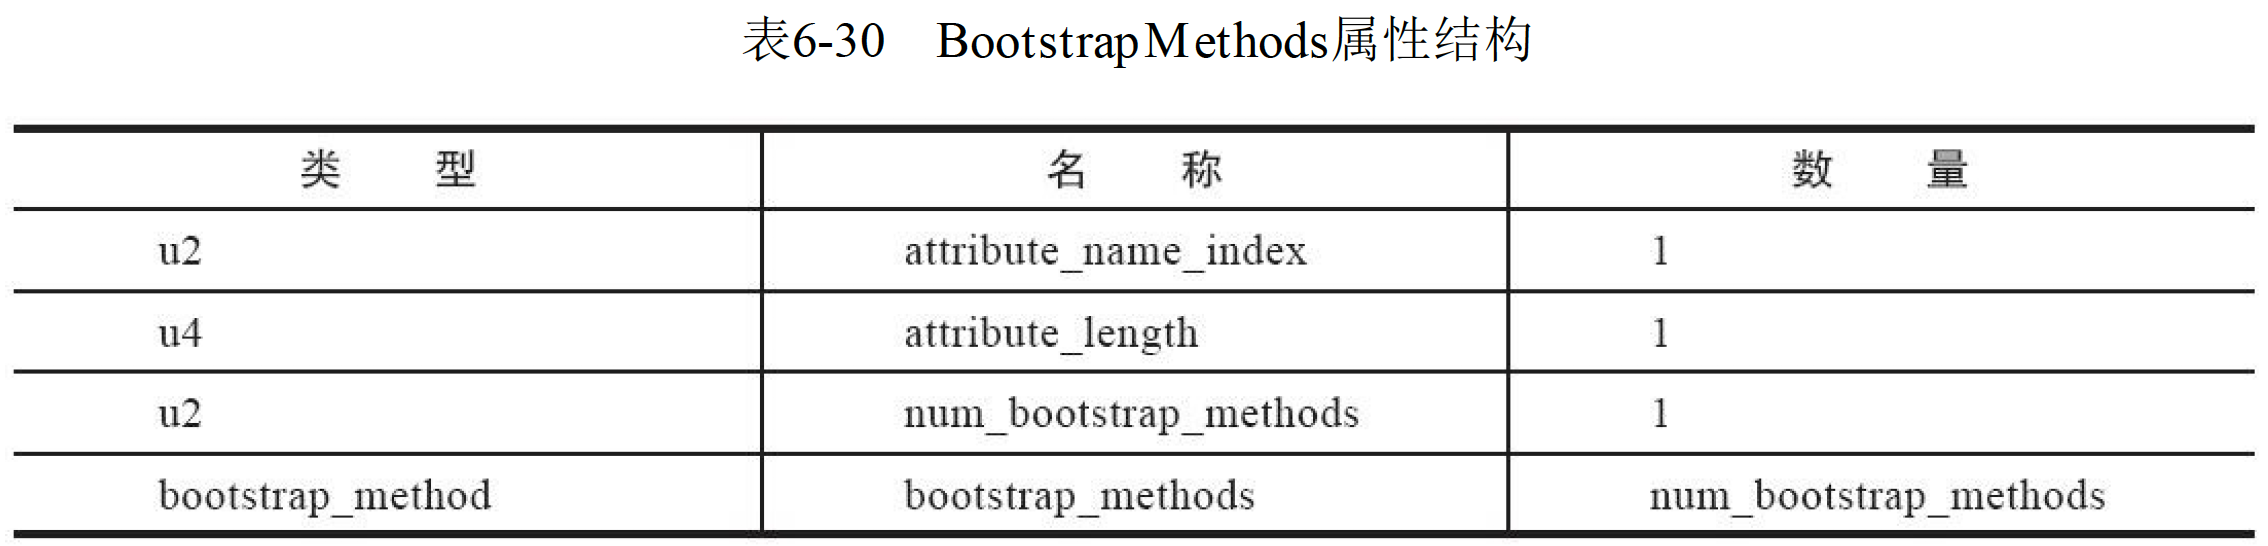 表6-30 BootstrapMethods属性结构
类 型 名 称 数 量
u2 attribute_name_index 1
u4 attribute_length 1
u2 num_bootstrap_methods 1
bootstrap_method bootstrap_methods num_bootstrap_methods